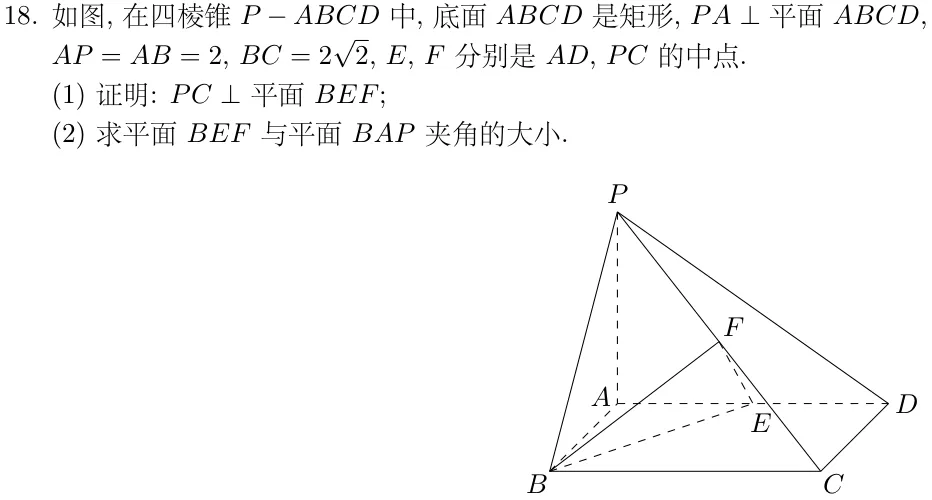 18. 如图, 在四棱锥 P − ABCD 中, 底面 ABCD 是矩形, PA ⊥ 平面 ABCD,
AP = AB = 2, BC = 2√2, E, F 分别是 AD, PC 的中点.
(1) 证明: PC ⊥ 平面 BEF;
(2) 求平面 BEF 与平面 BAP 夹角的大小.
P
F
A
D
E
B
C